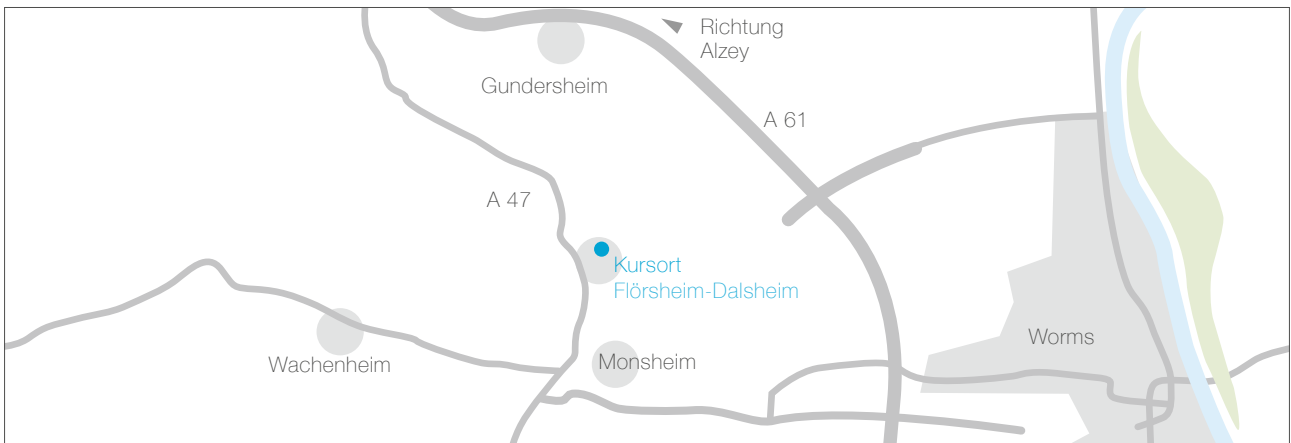 Richtung
Alzey
Gundersheim
A 61
A 47
Kursort
Flörsheim-Dalsheim
Worms
Wachenheim
Monsheim